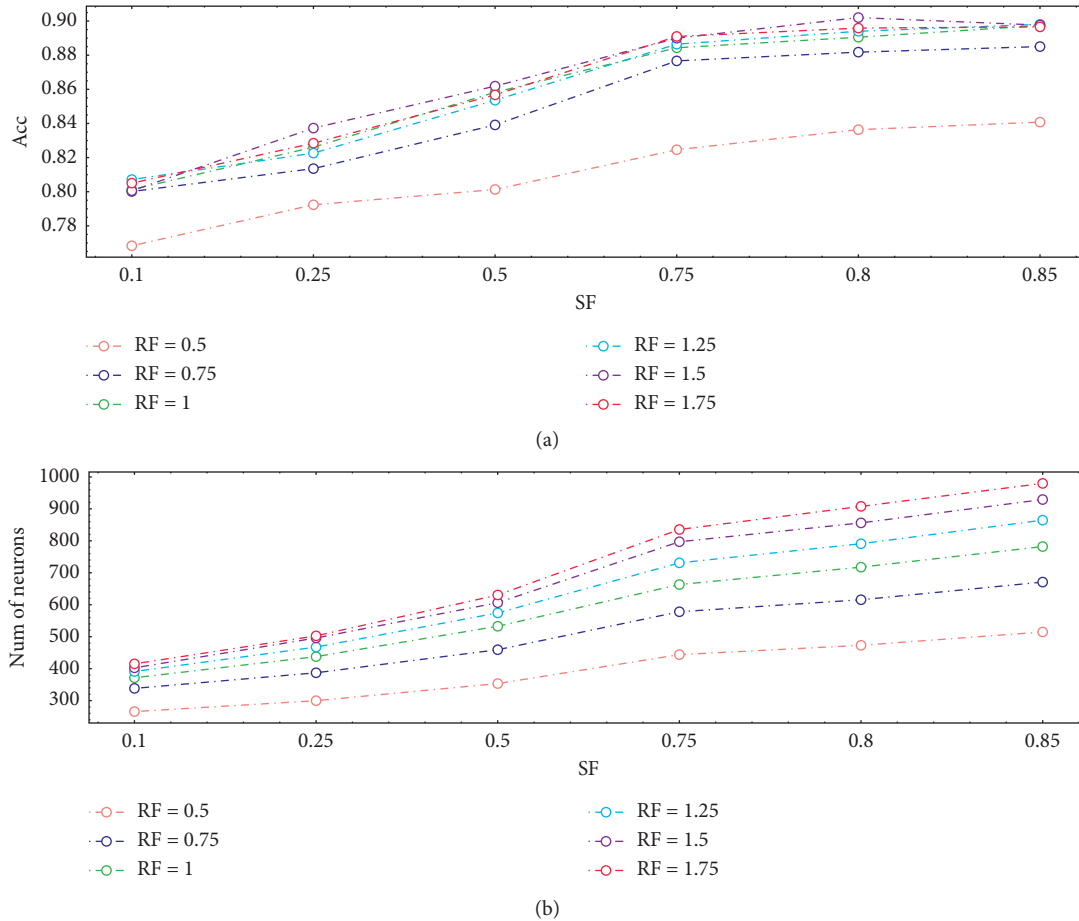 0.90
0.88
0.86
0.84
0.82
0.80
0.78
Acc
0.1 0.25 0.5 0.75 0.8 0.85
SF
RF = 0.5
RF = 0.75
RF = 1
RF = 1.25
RF = 1.5
RF = 1.75
(a)
1000
900
800
700
600
500
400
300
Num of neurons
0.1 0.25 0.5 0.75 0.8 0.85
SF
RF = 0.5
RF = 0.75
RF = 1
RF = 1.25
RF = 1.5
RF = 1.75
(b)